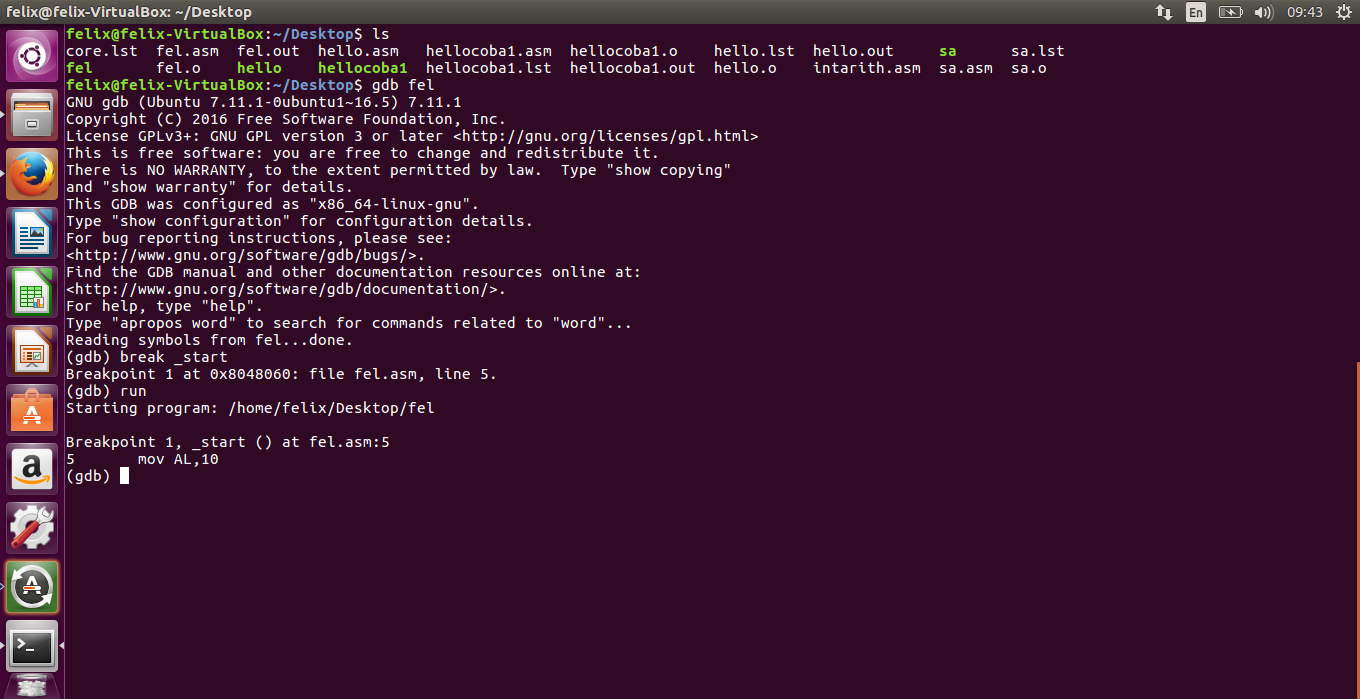 felix@felix-VirtualBox: ~/Desktop
En
09:43
felix@felix-VirtualBox:~/Desktop$ ls
core.lst fel.asm fel.out hello.asm hellocoba1.asm hellocoba1.o hello.lst hello.out sa sa.lst
fel fel.o hello hellocoba1 hellocoba1.lst hellocoba1.out hello.o intarith.asm sa.asm sa.o
felix@felix-VirtualBox:~/Desktop$ gdb fel
GNU gdb (Ubuntu 7.11.1-0ubuntu1~16.5) 7.11.1
Copyright (C) 2016 Free Software Foundation, Inc.
License GPLv3+: GNU GPL version 3 or later <http://gnu.org/licenses/gpl.html>
This is free software: you are free to change and redistribute it.
There is NO WARRANTY, to the extent permitted by law.  Type "show copying"
and "show warranty" for details.
This GDB was configured as "x86_64-linux-gnu".
Type "show configuration" for configuration details.
For bug reporting instructions, please see:
<http://www.gnu.org/software/gdb/bugs/>.
Find the GDB manual and other documentation resources online at:
<http://www.gnu.org/software/gdb/documentation/>.
For help, type "help".
Type "apropos word" to search for commands related to "word"...
Reading symbols from fel...done.
(gdb) break _start
Breakpoint 1 at 0x8048060: file fel.asm, line 5.
(gdb) run
Starting program: /home/felix/Desktop/fel
Breakpoint 1, _start () at fel.asm:5
5 mov AL,10
(gdb)